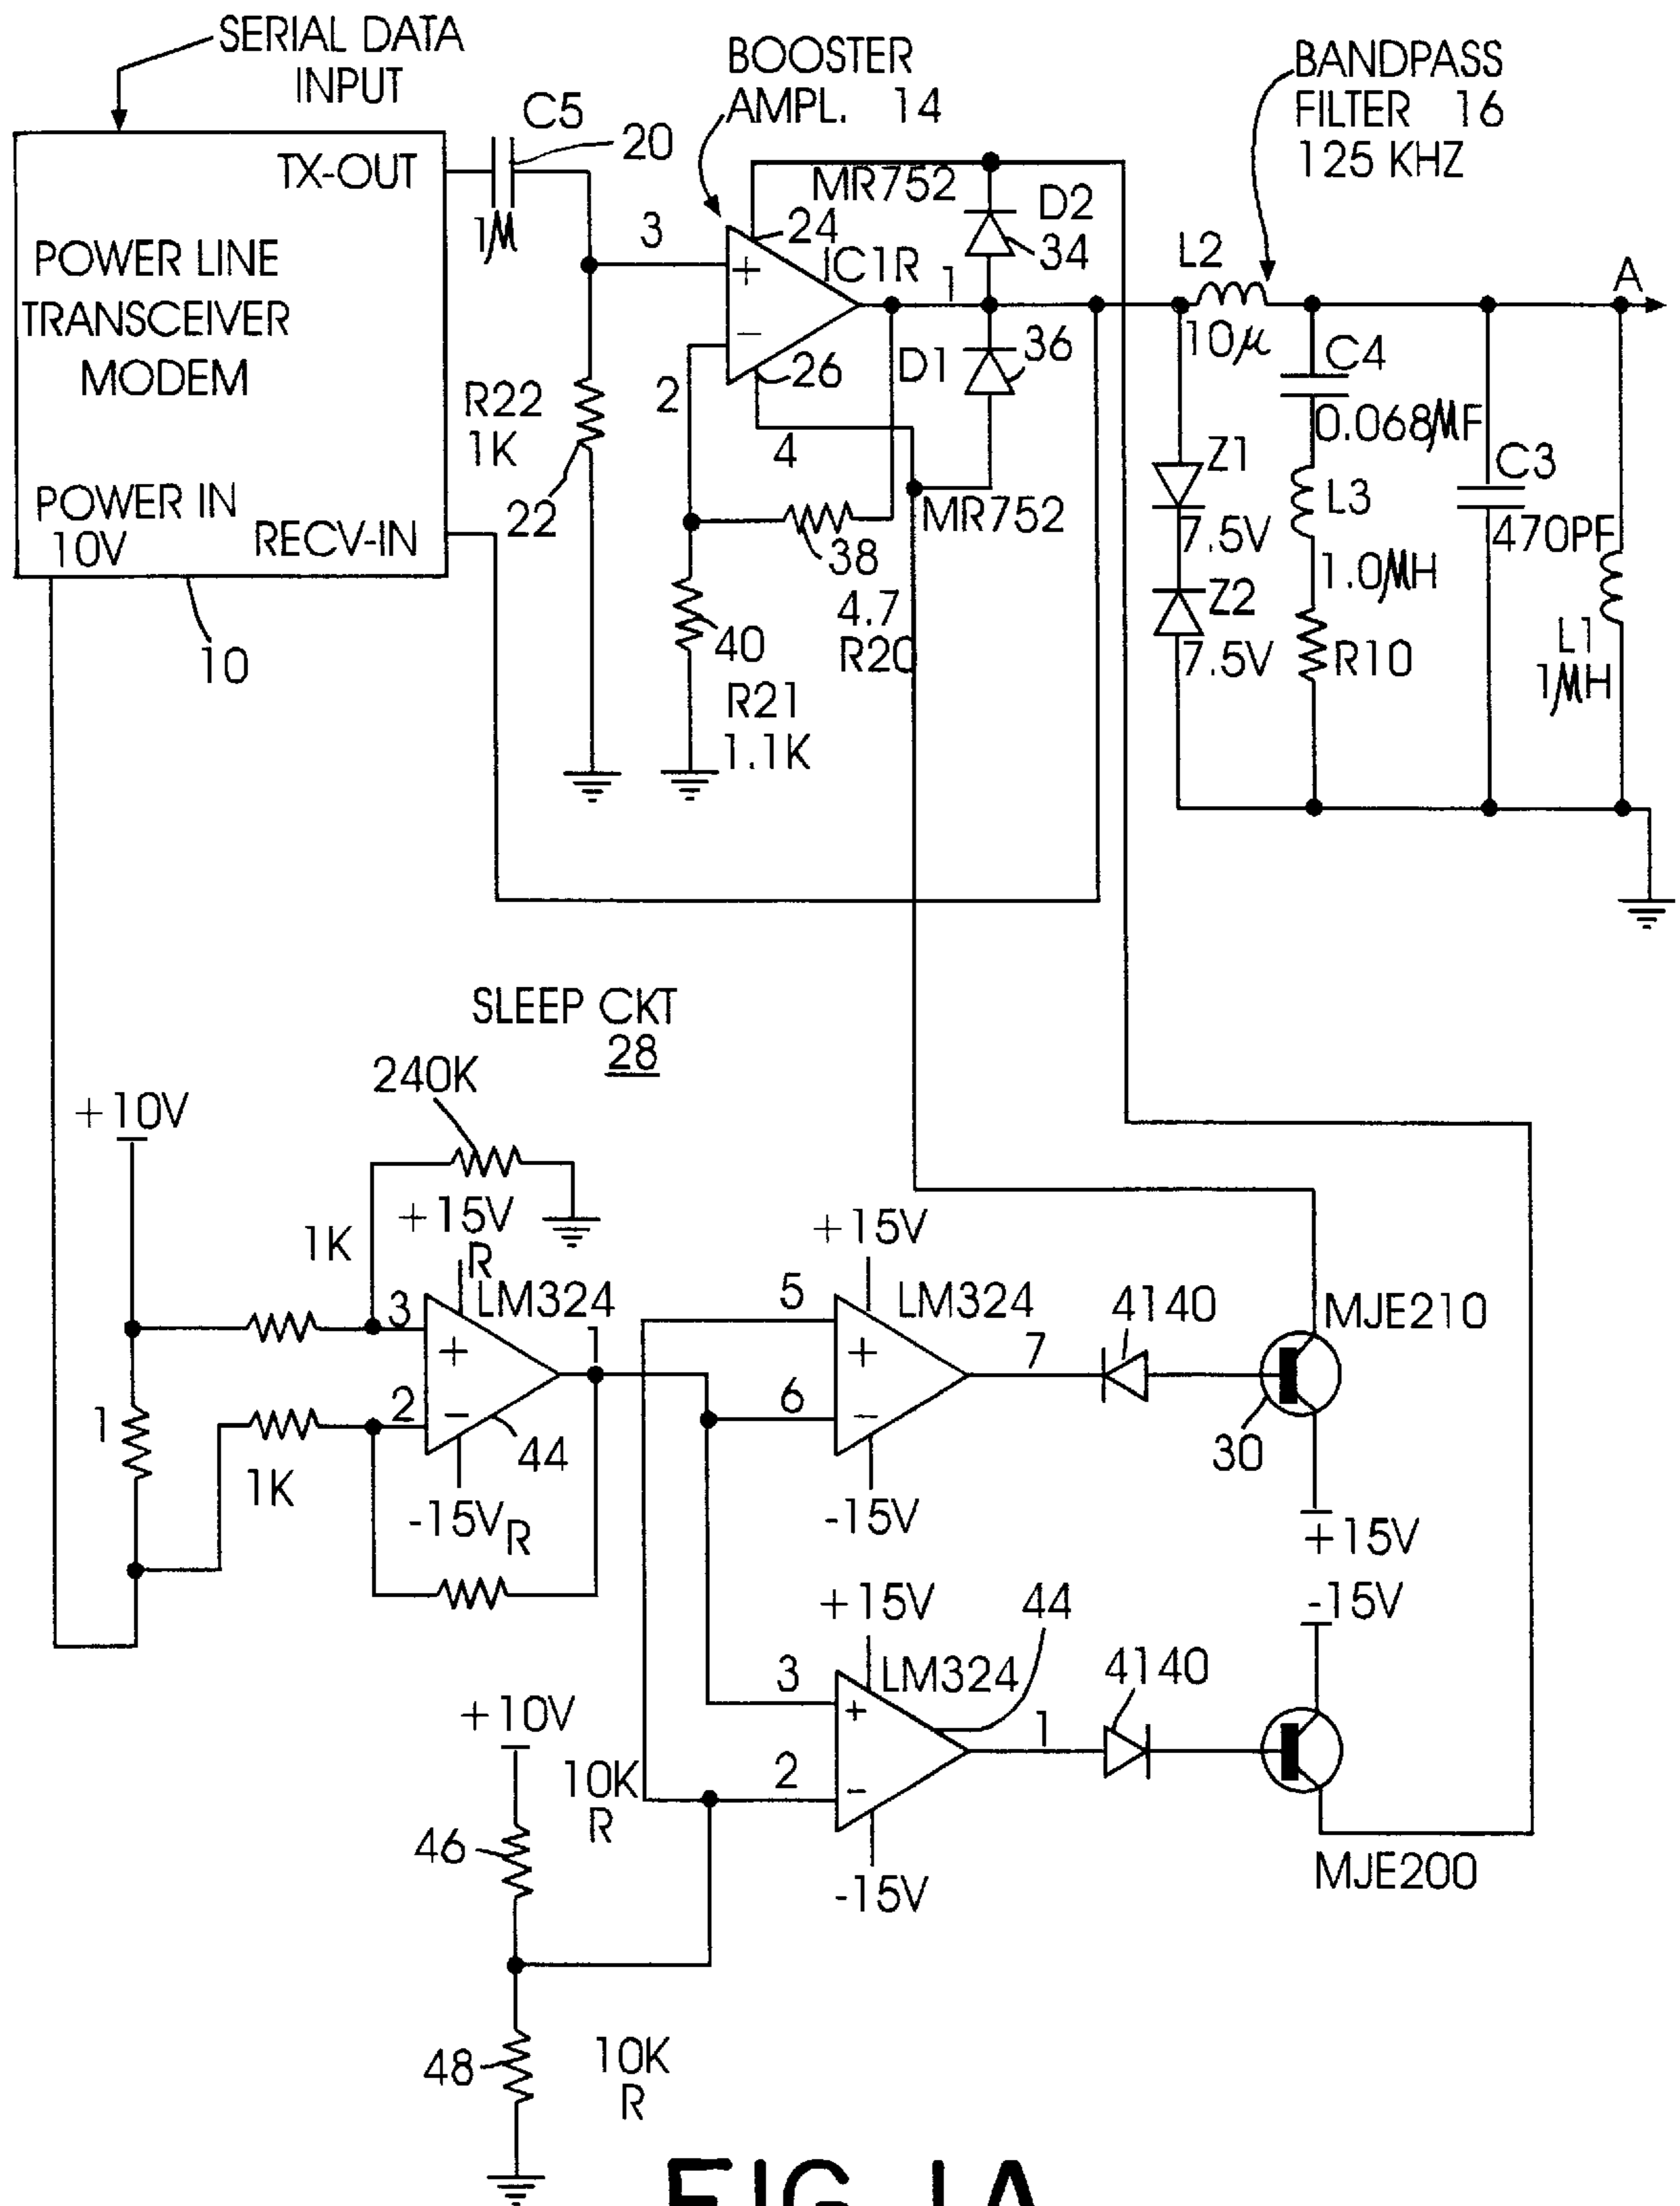 SERIAL DATA
INPUT
BOOSTER
AMPL. 14
BANDPASS
FILTER 16
125 KHZ
C5
20
TX-OUT
1M
3
MR752
24
D2
34
IC1R
1
+
−
POWER LINE
TRANSCEIVER
MODEM
L2
10μ
A
R22
1K
22
2
26
4
D1
36
MR752
C4
0.068MF
C3
470PF
Z1
7.5V
L3
1.0MH
Z2
7.5V
R10
L1
1MH
POWER IN
10V
RECV-IN
38
4.7
R20
40
R21
1.1K
10
SLEEP CKT
28
240K
+10V
1K
+15V
R
LM324
3
+
1
2
−
44
-15VR
1
1K
+15V
5
LM324
+
7
4140
MJE210
6
−
30
-15V
+15V
-15V
+15V
44
3
LM324
+
4140
1
2
−
-15V
MJE200
+10V
10K
R
46
48
10K
R
FIG. 1A